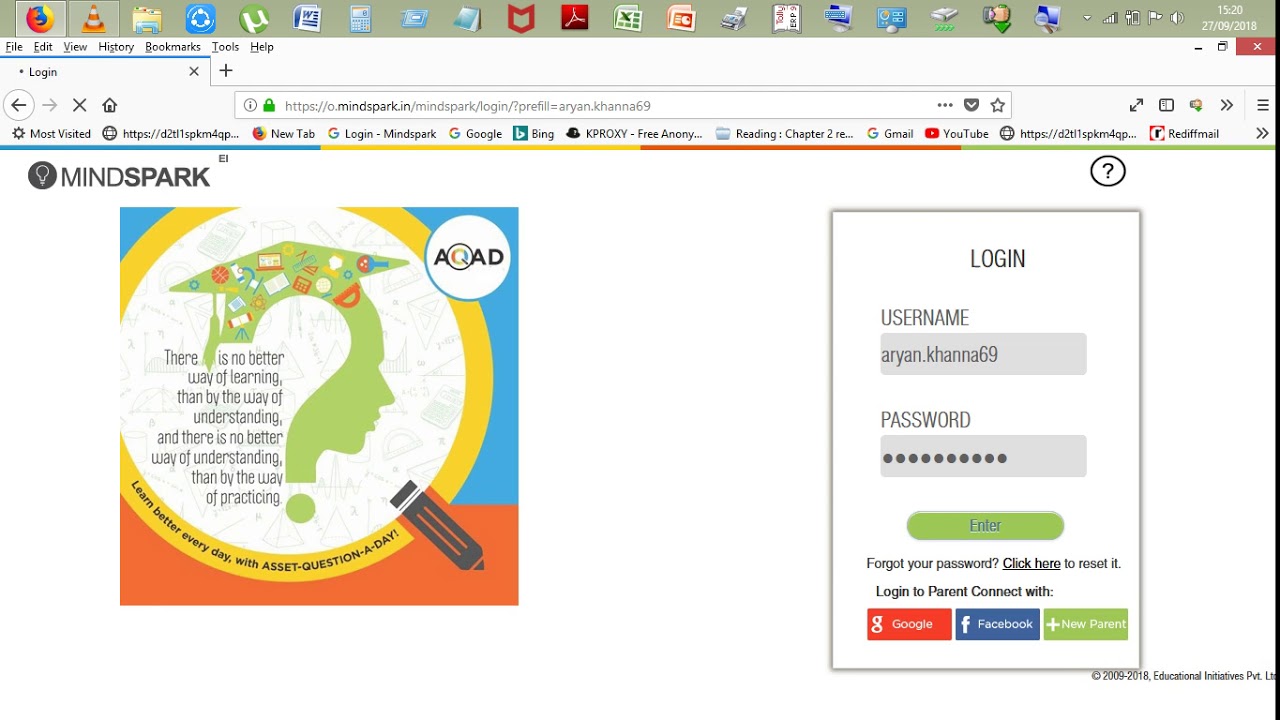 15:20
27/09/2018
File Edit View History Bookmarks Tools Help
Login
https://o.mindspark.in/mindspark/login/?prefill=aryan.khanna69
Most Visited https://d2tl1spkm4qp... New Tab Login - Mindspark Google Bing KPROXY - Free Anony... Reading : Chapter 2 re... Gmail YouTube https://d2tl1spkm4qp... Rediffmail
MINDSPARK EI
?
AQAD
There is no better
way of learning,
than by the way of
understanding,
and there is no better
way of understanding,
than by the way
of practicing.
Learn better every day, with ASSET-QUESTION-A-DAY!
LOGIN
USERNAME
aryan.khanna69
PASSWORD
●●●●●●●●●●
Enter
Forgot your password? Click here to reset it.
Login to Parent Connect with:
g Google f Facebook +New Parent
© 2009-2018, Educational Initiatives Pvt.